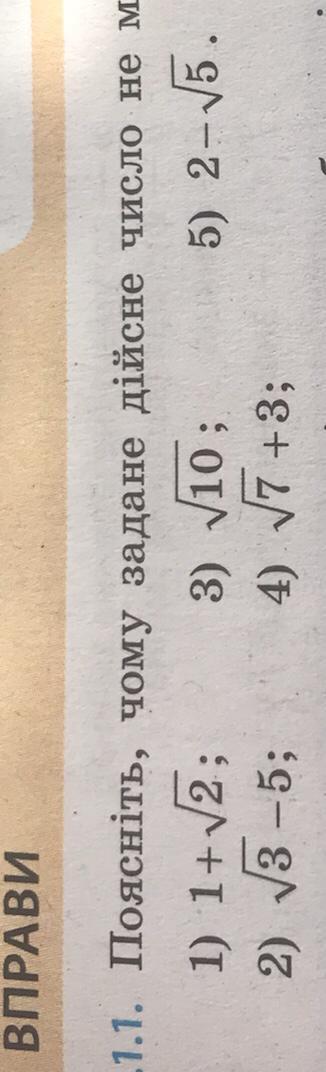 ВПРАВИ
.1.1. Поясніть, чому задане дійсне число не м
1) 1+√2; 3) √10; 5) 2−√5.
2) √3−5; 4) √7+3;